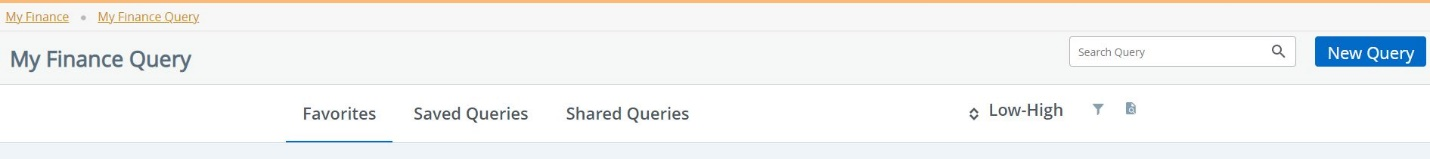 My Finance • My Finance Query
My Finance Query
Search Query
New Query
Favorites Saved Queries Shared Queries Low-High